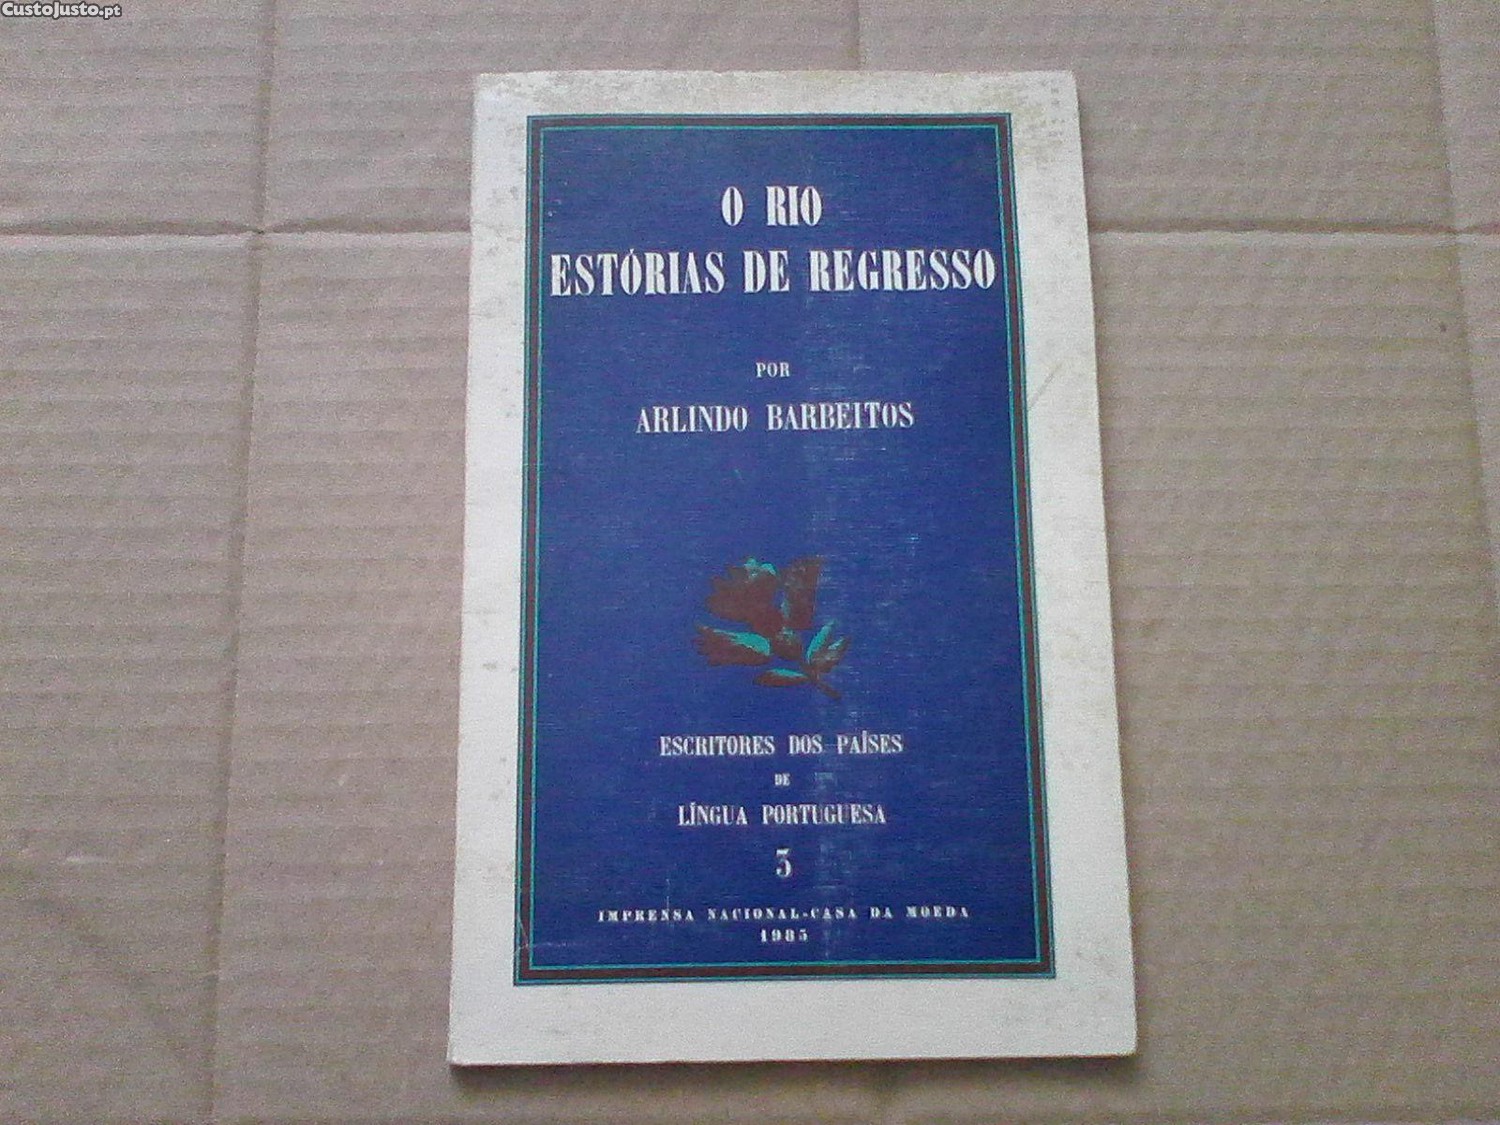 CustoJusto.pt
O RIO
ESTÓRIAS DE REGRESSO
POR
ARLINDO BARBEITOS
ESCRITORES DOS PAÍSES
DE
LÍNGUA PORTUGUESA
3
IMPRENSA NACIONAL-CASA DA MOEDA
1985